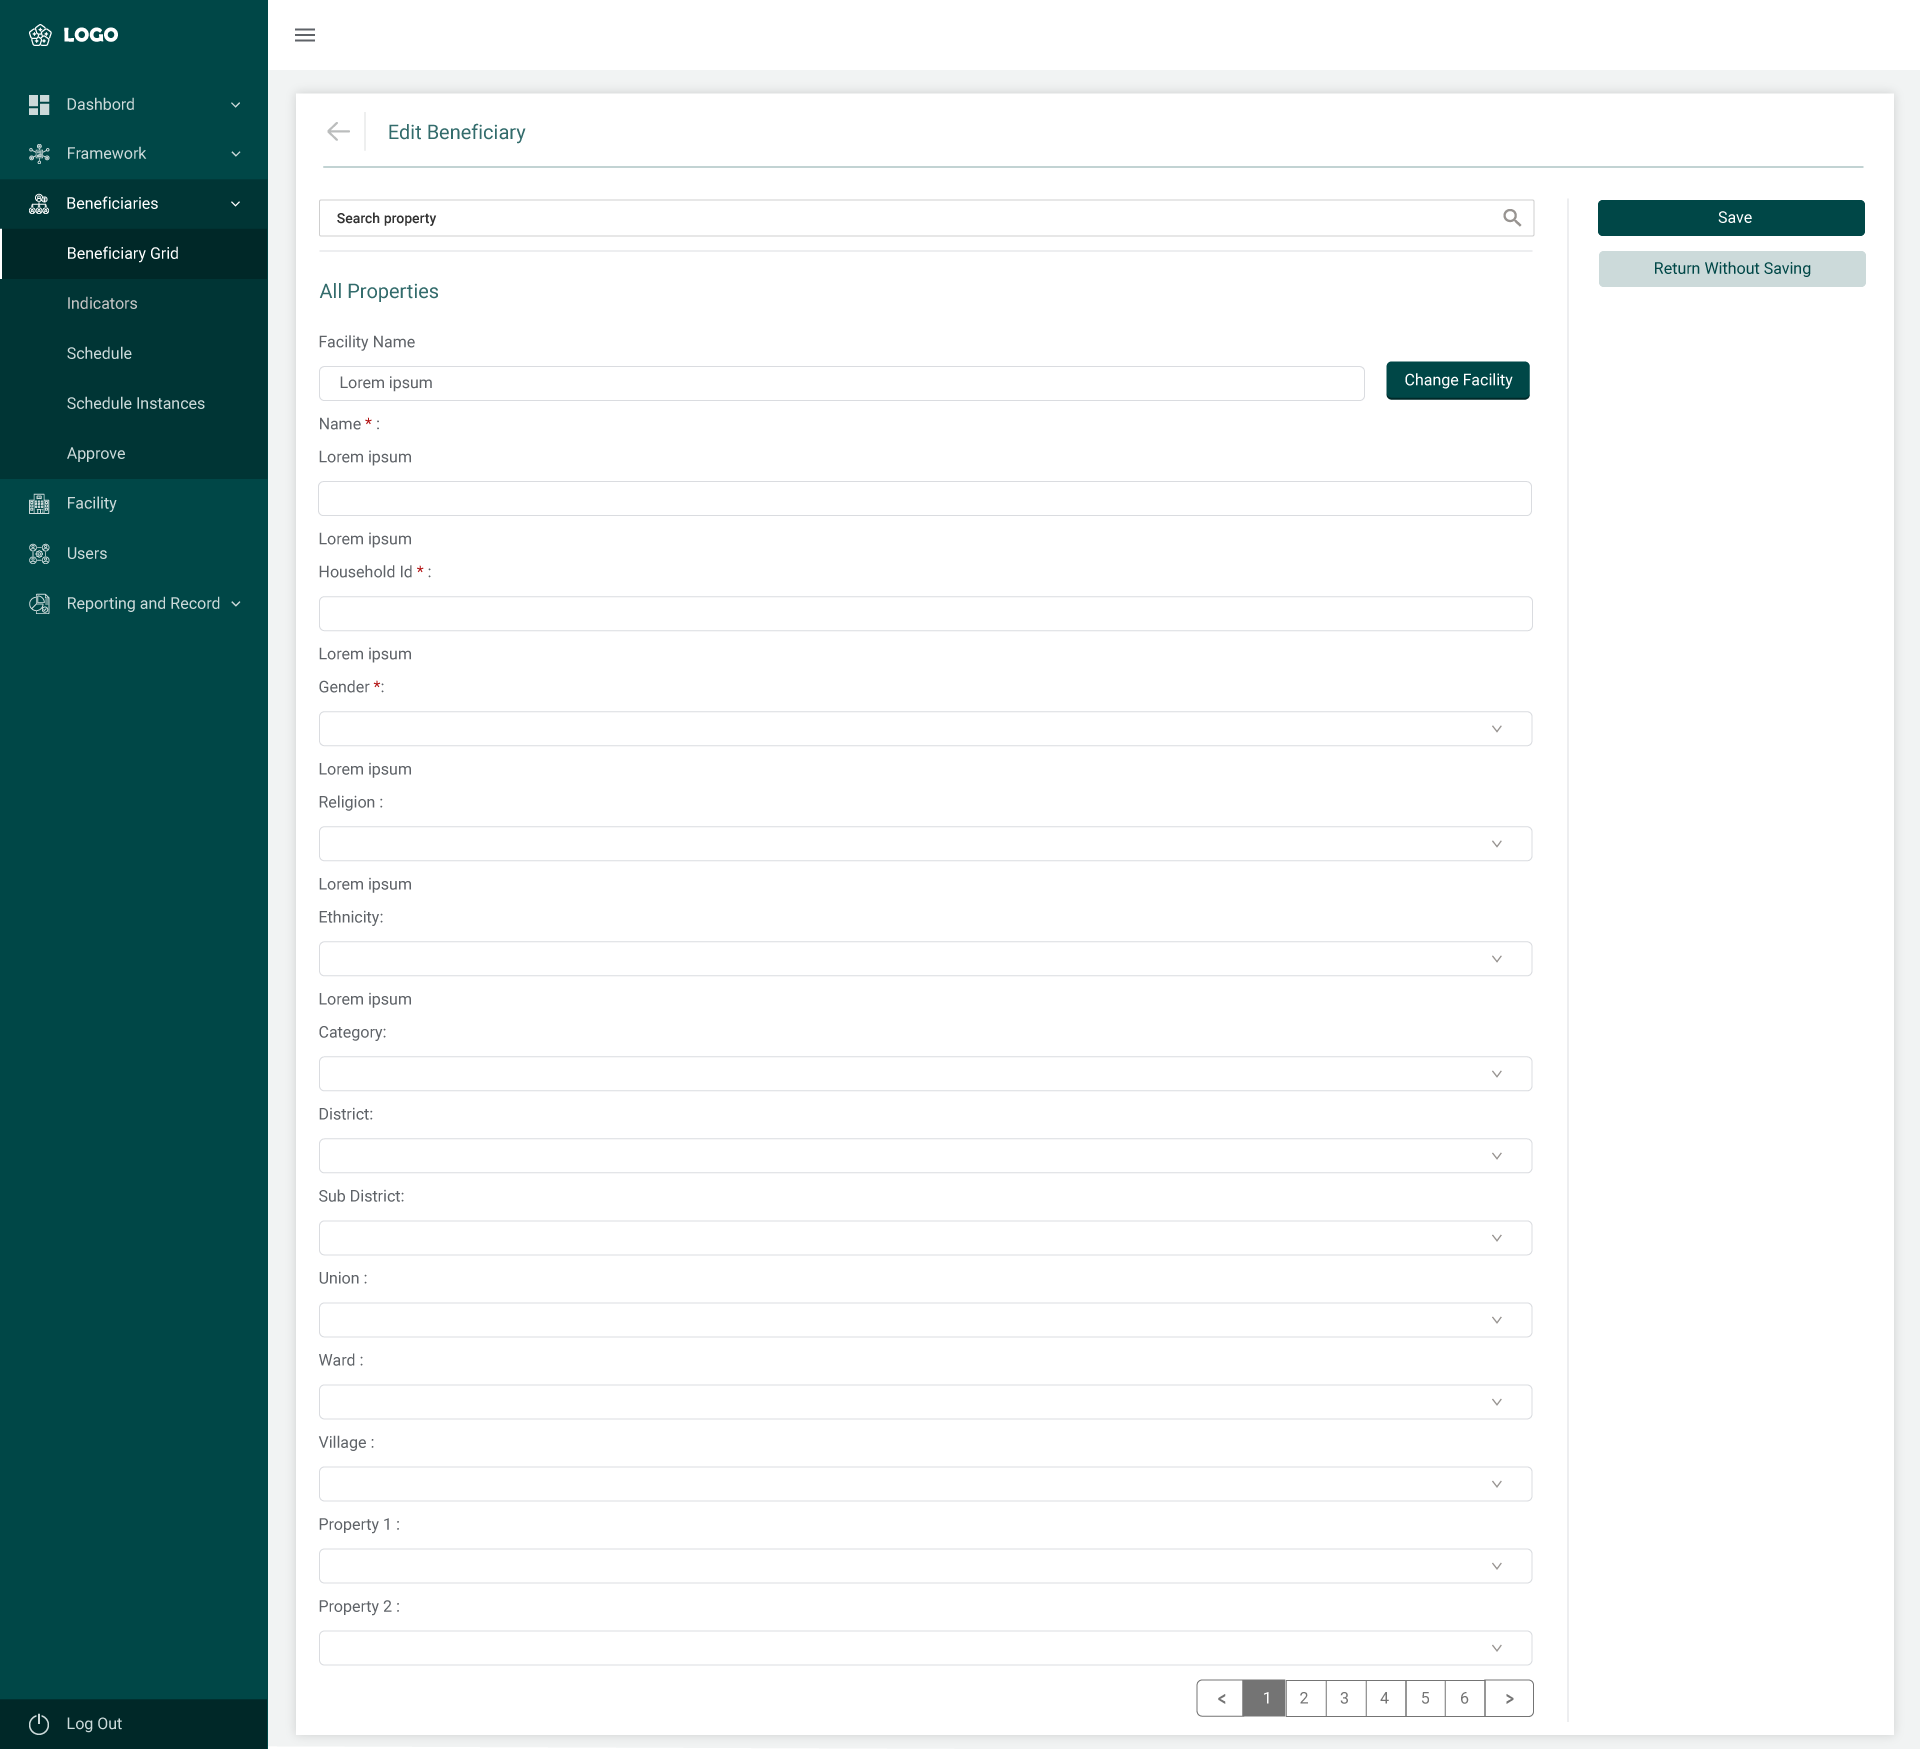 LOGO
Dashbord
Framework
Beneficiaries
Beneficiary Grid
Indicators
Schedule
Schedule Instances
Approve
Facility
Users
Reporting and Record
Log Out
Edit Beneficiary
Search property
All Properties
Facility Name
Lorem ipsum
Change Facility
Name * :
Lorem ipsum
Lorem ipsum
Household Id * :
Lorem ipsum
Gender *:
Lorem ipsum
Religion :
Lorem ipsum
Ethnicity:
Lorem ipsum
Category:
District:
Sub District:
Union :
Ward :
Village :
Property 1 :
Property 2 :
< 1 2 3 4 5 6 >
Save
Return Without Saving